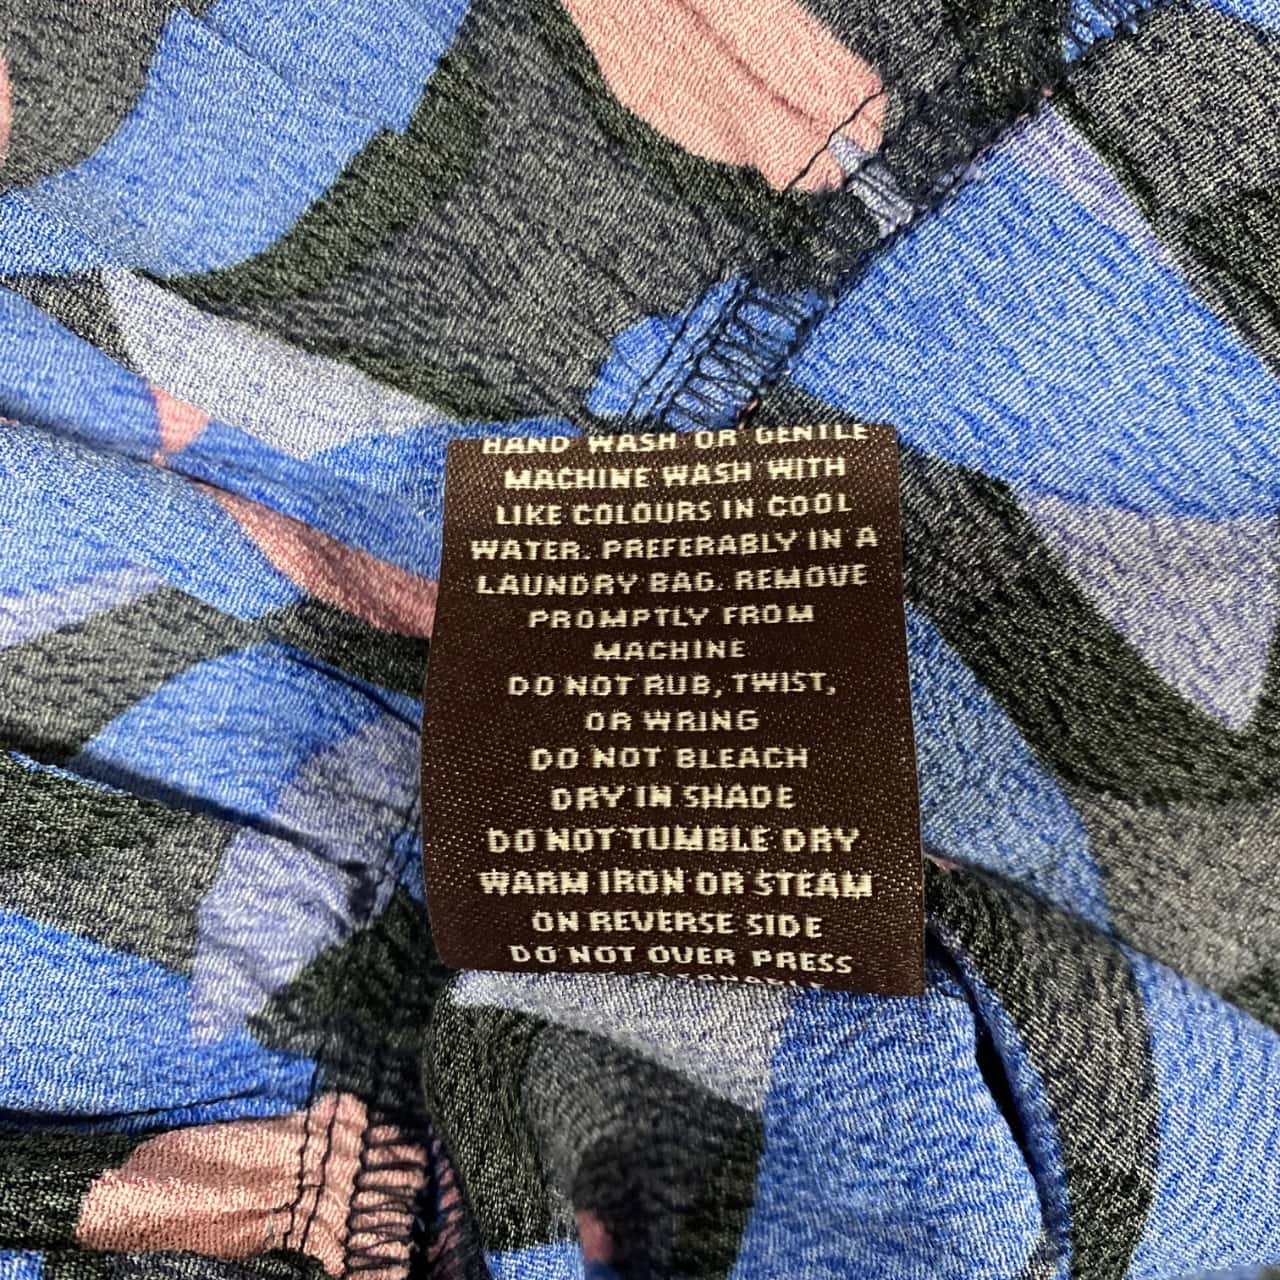 HAND WASH OR GENTLE
MACHINE WASH WITH
LIKE COLOURS IN COOL
WATER. PREFERABLY IN A
LAUNDRY BAG. REMOVE
PROMPTLY FROM
MACHINE
DO NOT RUB, TWIST,
OR WRING
DO NOT BLEACH
DRY IN SHADE
DO NOT TUMBLE DRY
WARM IRON OR STEAM
ON REVERSE SIDE
DO NOT OVER PRESS